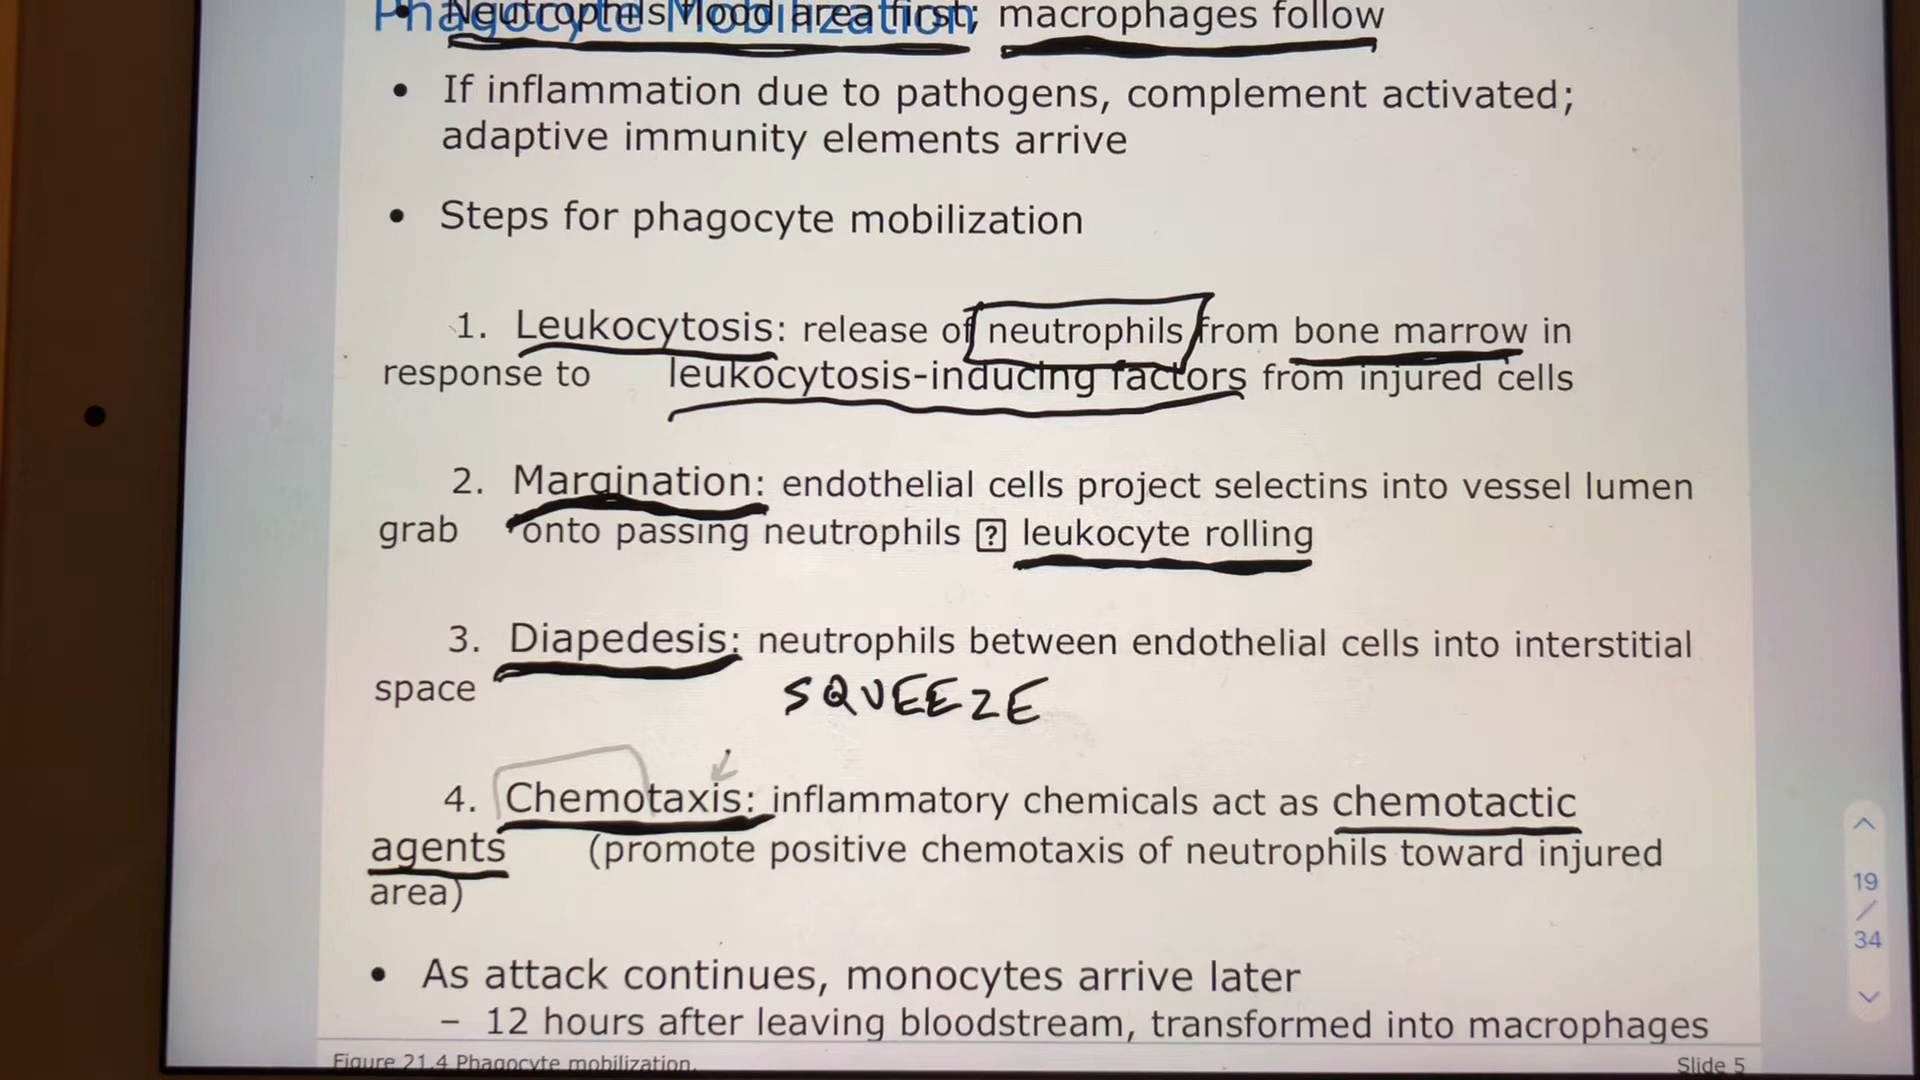 Phagocyte Mobilization
• Neutrophils flood area first; macrophages follow
• If inflammation due to pathogens, complement activated;
adaptive immunity elements arrive
• Steps for phagocyte mobilization
1. Leukocytosis: release of neutrophils from bone marrow in
response to leukocytosis-inducing factors from injured cells
2. Margination: endothelial cells project selectins into vessel lumen
grab onto passing neutrophils ? leukocyte rolling
3. Diapedesis: neutrophils between endothelial cells into interstitial
space
SQUEEZE
4. Chemotaxis: inflammatory chemicals act as chemotactic
agents (promote positive chemotaxis of neutrophils toward injured
area)
• As attack continues, monocytes arrive later
– 12 hours after leaving bloodstream, transformed into macrophages
Figure 21.4 Phagocyte mobilization.
Slide 5
19
/
34